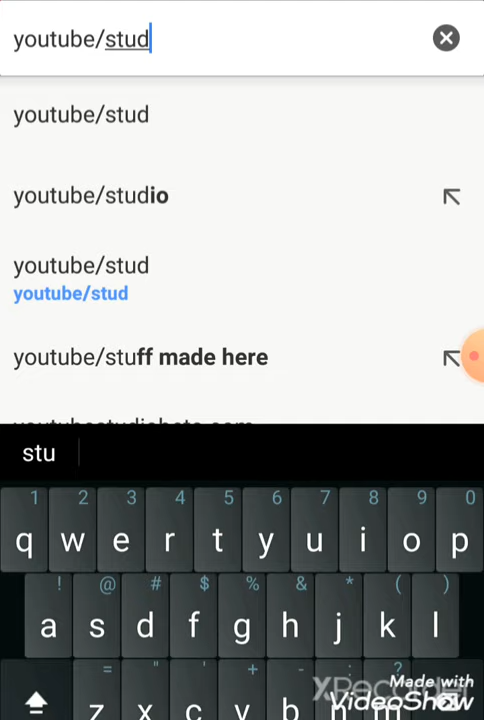 youtube/stud
youtube/stud
youtube/studio
youtube/stud
youtube/stud
youtube/stuff made here
stu
1 2 3 4 5 6 7 8 9 0
q w e r t y u i o p
! @ # $ % & * ( )
a s d f g h j k l
= " ' + - : ?
z x c v b n m
Made with
XRecorder
VideoShow